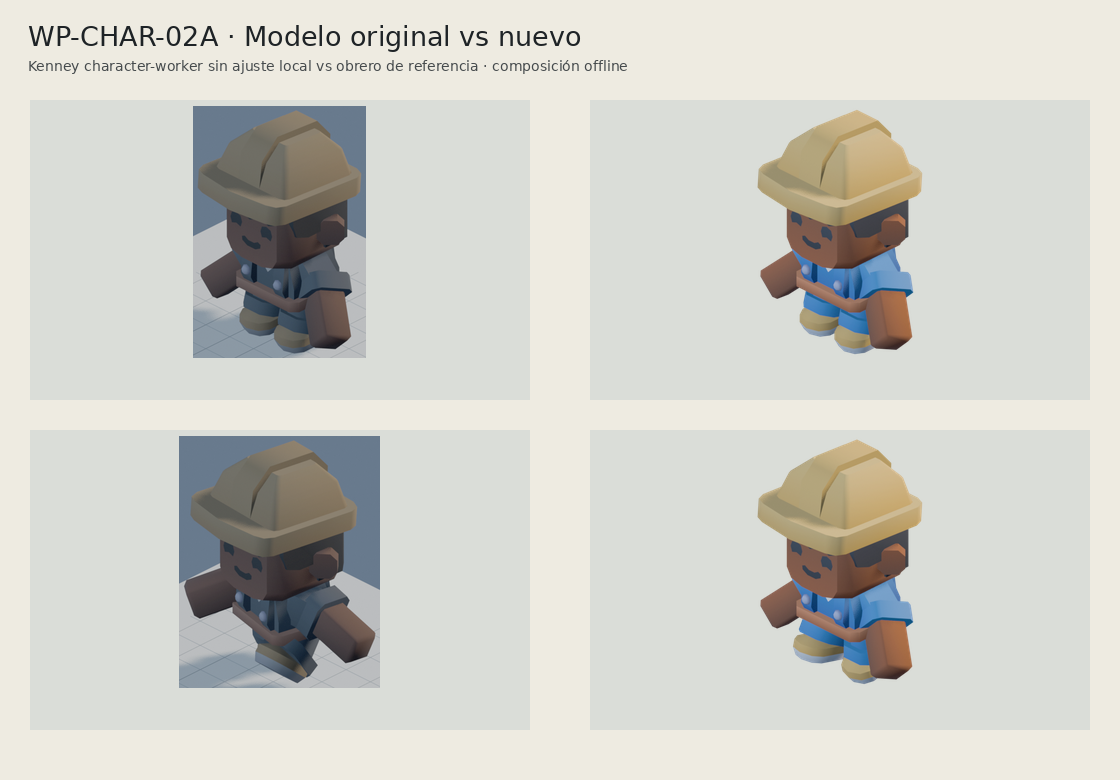 WP-CHAR-02A · Modelo original vs nuevo
Kenney character-worker sin ajuste local vs obrero de referencia · composición offline